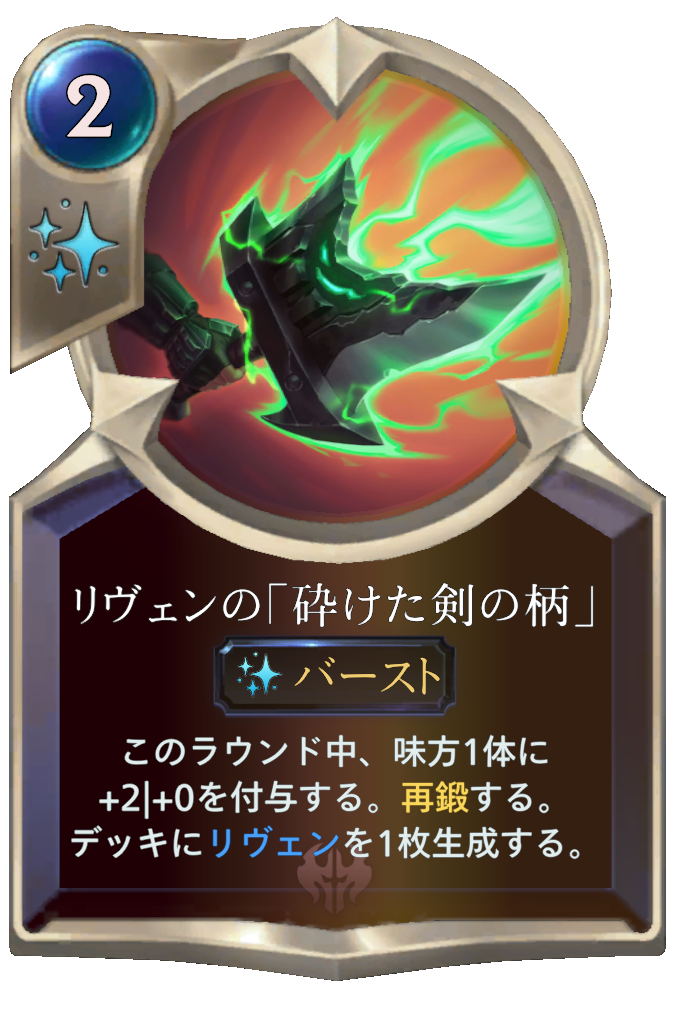 2
リヴェンの「砕けた剣の柄」
バースト
このラウンド中、味方1体に
+2|+0を付与する。再鍛する。
デッキにリヴェンを1枚生成する。